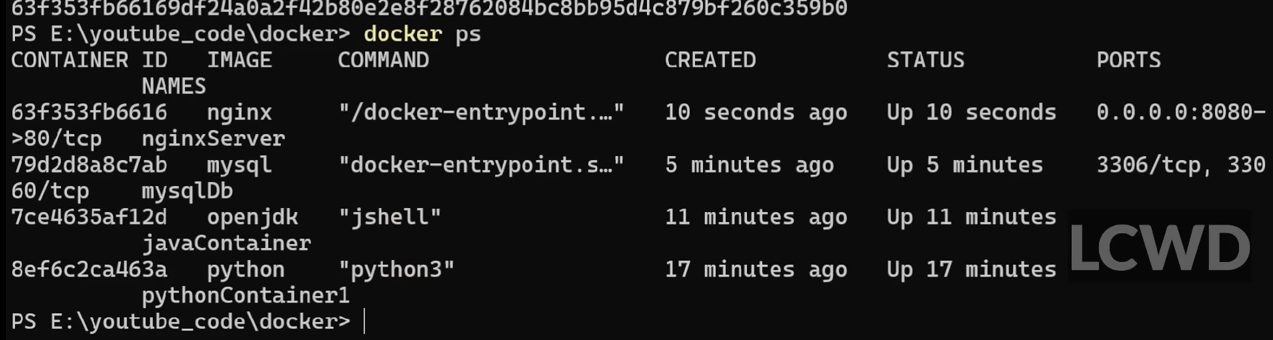 63f353fb66169df24a0a2f42b80e2e8f28762084bc8bb95d4c879bf260c359b0
PS E:\youtube_code\docker> docker ps
CONTAINER ID   IMAGE     COMMAND                  CREATED          STATUS          PORTS
          NAMES
63f353fb6616   nginx     "/docker-entrypoint.…"   10 seconds ago   Up 10 seconds   0.0.0.0:8080-
>80/tcp   nginxServer
79d2d8a8c7ab   mysql     "docker-entrypoint.s…"   5 minutes ago    Up 5 minutes    3306/tcp, 330
60/tcp    mysqlDb
7ce4635af12d   openjdk   "jshell"                 11 minutes ago   Up 11 minutes
          javaContainer
8ef6c2ca463a   python    "python3"                17 minutes ago   Up 17 minutes
          pythonContainer1
PS E:\youtube_code\docker>
LCWD